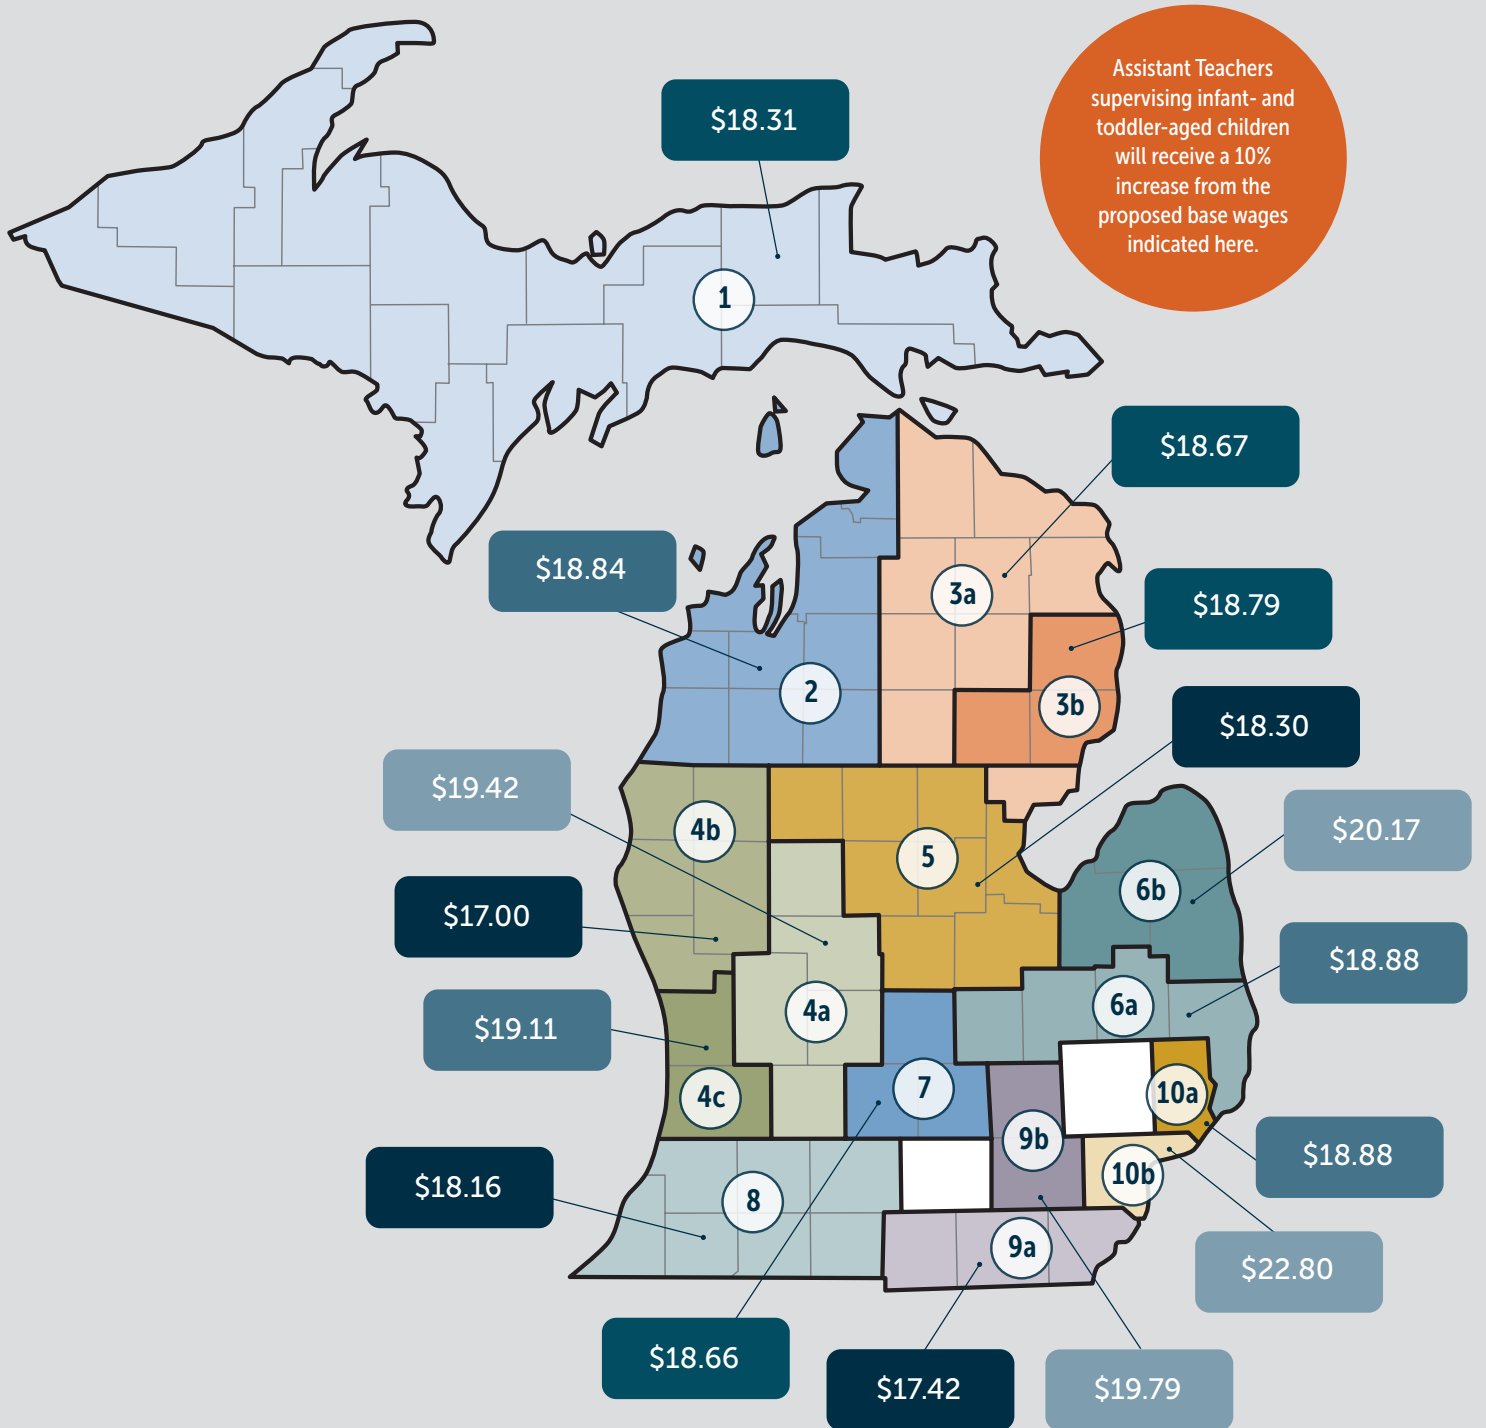 Assistant Teachers
supervising infant- and
toddler-aged children
will receive a 10%
increase from the
proposed base wages
indicated here.
$18.31
1
$18.67
$18.84
3a
$18.79
2
3b
$18.30
$19.42
4b
5
$20.17
6b
$17.00
$18.88
4a
6a
$19.11
7
10a
4c
9b
$18.88
10b
$18.16
8
9a
$22.80
$18.66
$17.42
$19.79